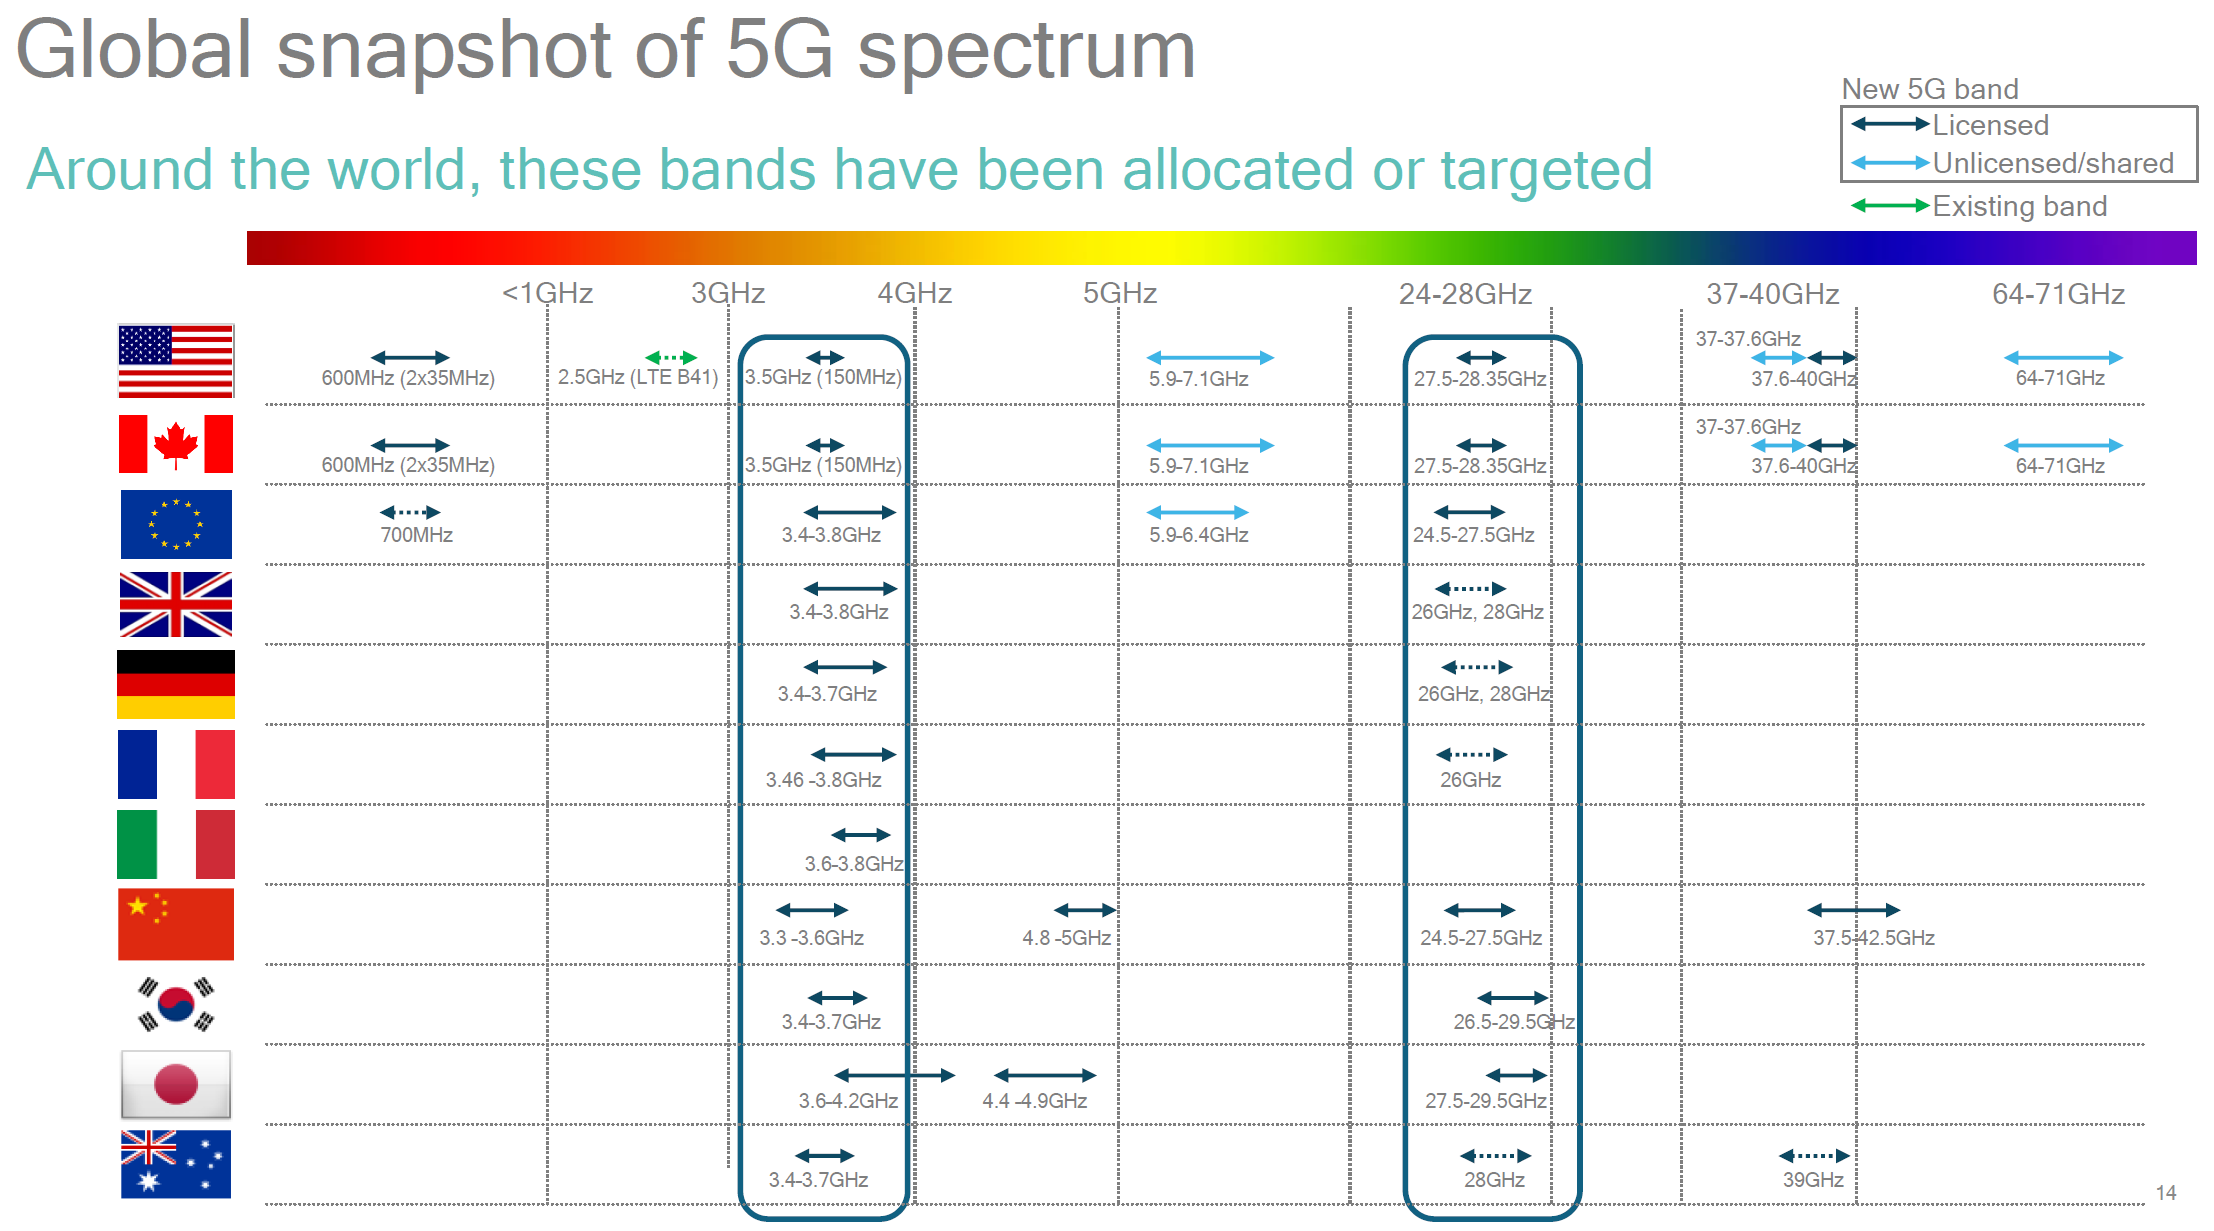 Global snapshot of 5G spectrum
Around the world, these bands have been allocated or targeted
New 5G band
Licensed
Unlicensed/shared
Existing band
<1GHz 3GHz 4GHz 5GHz 24-28GHz 37-40GHz 64-71GHz
37-37.6GHz
600MHz (2x35MHz) 2.5GHz (LTE B41) 3.5GHz (150MHz) 5.9-7.1GHz 27.5-28.35GHz 37.6-40GHz 64-71GHz
37-37.6GHz
600MHz (2x35MHz) 3.5GHz (150MHz) 5.9-7.1GHz 27.5-28.35GHz 37.6-40GHz 64-71GHz
700MHz 3.4-3.8GHz 5.9-6.4GHz 24.5-27.5GHz
3.4-3.8GHz 26GHz, 28GHz
3.4-3.7GHz 26GHz, 28GHz
3.46 -3.8GHz 26GHz
3.6-3.8GHz
3.3 -3.6GHz 4.8 -5GHz 24.5-27.5GHz 37.5-42.5GHz
3.4-3.7GHz 26.5-29.5GHz
3.6-4.2GHz 4.4 -4.9GHz 27.5-29.5GHz
3.4-3.7GHz 28GHz 39GHz
14